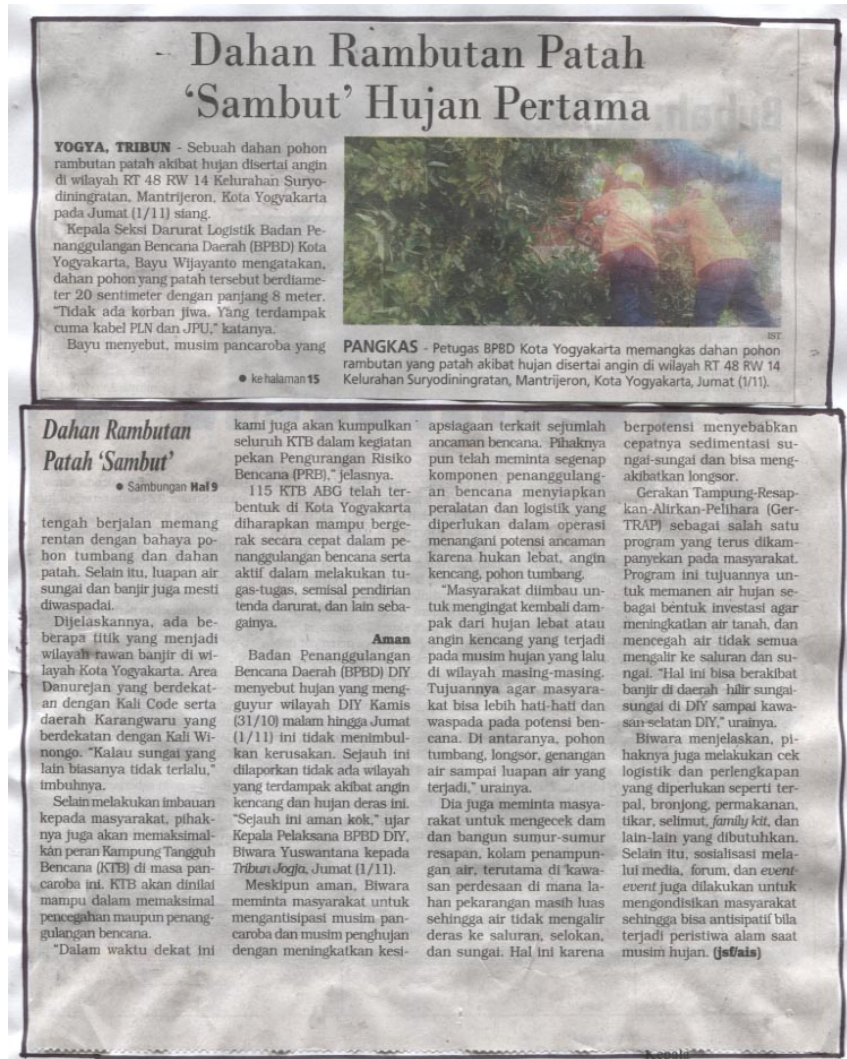 Dahan Rambutan Patah
‘Sambut’ Hujan Pertama
YOGYA, TRIBUN - Sebuah dahan pohon
rambutan patah akibat hujan disertai angin
di wilayah RT 48 RW 14 Kelurahan Suryo-
diningratan, Mantrijeron, Kota Yogyakarta
pada Jumat (1/11) siang.
Kepala Seksi Darurat Logistik Badan Pe-
nanggulangan Bencana Daerah (BPBD) Kota
Yogyakarta, Bayu Wijayanto mengatakan,
dahan pohon yang patah tersebut berdiame-
ter 20 sentimeter dengan panjang 8 meter.
“Tidak ada korban jiwa. Yang terdampak
cuma kabel PLN dan JPU,” katanya.
Bayu menyebut, musim pancaroba yang
● ke halaman 15
IST
PANGKAS - Petugas BPBD Kota Yogyakarta memangkas dahan pohon
rambutan yang patah akibat hujan disertai angin di wilayah RT 48 RW 14
Kelurahan Suryodiningratan, Mantrijeron, Kota Yogyakarta, Jumat (1/11).
Dahan Rambutan
Patah ‘Sambut’
● Sambungan Hal 9
tengah berjalan memang
rentan dengan bahaya po-
hon tumbang dan dahan
patah. Selain itu, luapan air
sungai dan banjir juga mesti
diwaspadai.
Dijelaskannya, ada be-
berapa titik yang menjadi
wilayah rawan banjir di wi-
layah Kota Yogyakarta. Area
Danurejan yang berdekat-
an dengan Kali Code serta
daerah Karangwaru yang
berdekatan dengan Kali Wi-
nongo. “Kalau sungai yang
lain biasanya tidak terlalu,”
imbuhnya.
Selain melakukan imbauan
kepada masyarakat, pihak-
nya juga akan memaksimal-
kan peran Kampung Tangguh
Bencana (KTB) di masa pan-
caroba ini. KTB akan dinilai
mampu dalam memaksimal
pencegahan maupun penang-
gulangan bencana.
“Dalam waktu dekat ini
kami juga akan kumpulkan
seluruh KTB dalam kegiatan
pekan Pengurangan Risiko
Bencana (PRB),” jelasnya.
115 KTB ABG telah ter-
bentuk di Kota Yogyakarta
diharapkan mampu berge-
rak secara cepat dalam pe-
nanggulangan bencana serta
aktif dalam melakukan tu-
gas-tugas, semisal pendirian
tenda darurat, dan lain seba-
gainya.
Aman
Badan Penanggulangan
Bencana Daerah (BPBD) DIY
menyebut hujan yang meng-
guyur wilayah DIY Kamis
(31/10) malam hingga Jumat
(1/11) ini tidak menimbul-
kan kerusakan. Sejauh ini
dilaporkan tidak ada wilayah
yang terdampak akibat angin
kencang dan hujan deras ini.
“Sejauh ini aman kok,” ujar
Kepala Pelaksana BPBD DIY,
Biwara Yuswantana kepada
Tribun Jogja, Jumat (1/11).
Meskipun aman, Biwara
meminta masyarakat untuk
mengantisipasi musim pan-
caroba dan musim penghujan
dengan meningkatkan kesi-
apsiagaan terkait sejumlah
ancaman bencana. Pihaknya
pun telah meminta segenap
komponen penanggulang-
an bencana menyiapkan
peralatan dan logistik yang
diperlukan dalam operasi
menangani potensi ancaman
karena hukan lebat, angin
kencang, pohon tumbang.
“Masyarakat diimbau un-
tuk mengingat kembali dam-
pak dari hujan lebat atau
angin kencang yang terjadi
pada musim hujan yang lalu
di wilayah masing-masing.
Tujuannya agar masyara-
kat bisa lebih hati-hati dan
waspada pada potensi ben-
cana. Di antaranya, pohon
tumbang, longsor, genangan
air sampai luapan air yang
terjadi,” urainya.
Dia juga meminta masya-
rakat untuk mengecek dam
dan bangun sumur-sumur
resapan, kolam penampung-
an air, terutama di kawa-
san perdesaan di mana la-
han pekarangan masih luas
sehingga air tidak mengalir
deras ke saluran, selokan,
dan sungai. Hal ini karena
berpotensi menyebabkan
cepatnya sedimentasi su-
ngai-sungai dan bisa meng-
akibatkan longsor.
Gerakan Tampung-Resap-
kan-Alirkan-Pelihara (Ger-
TRAP) sebagai salah satu
program yang terus dikam-
panyekan pada masyarakat.
Program ini tujuannya un-
tuk memanen air hujan se-
bagai bentuk investasi agar
meningkatlan air tanah, dan
mencegah air tidak semua
mengalir ke saluran dan su-
ngai. “Hal ini bisa berakibat
banjir di daerah hilir sungai-
sungai di DIY sampai kawa-
san selatan DIY,” urainya.
Biwara menjelaskan, pi-
haknya juga melakukan cek
logistik dan perlengkapan
yang diperlukan seperti ter-
pal, bronjong, permakanan,
tikar, selimut, family kit, dan
lain-lain yang dibutuhkan.
Selain itu, sosialisasi mela-
lui media, forum, dan event-
event juga dilakukan untuk
mengondisikan masyarakat
sehingga bisa antisipatif bila
terjadi peristiwa alam saat
musim hujan. (jsf/ais)
Kepala